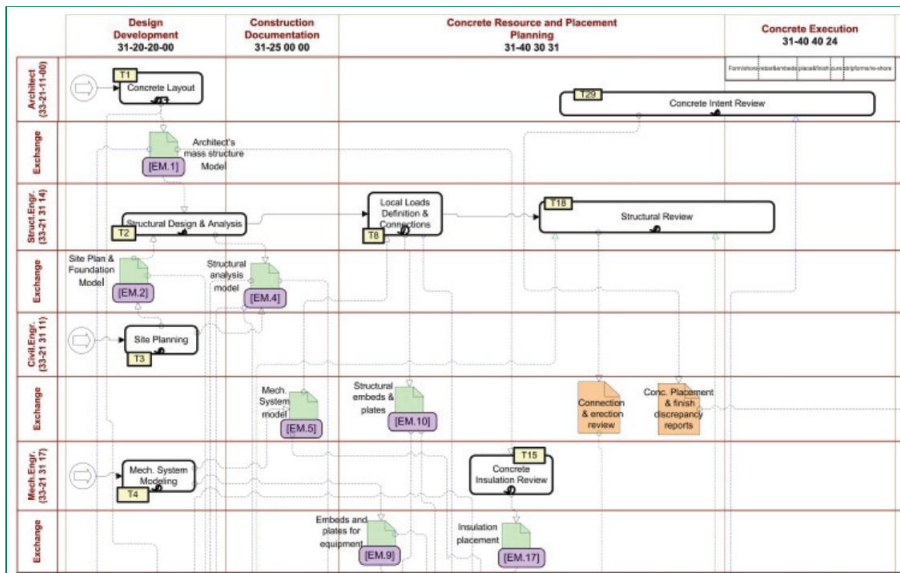 Design
Development
31-20-20-00
Construction
Documentation
31-25 00 00
Concrete Resource and Placement
Planning
31-40 30 31
Concrete Execution
31-40 40 24
Architect
(33-21-11-00)
T1
Concrete Layout
T29
Concrete Intent Review
Exchange
[EM.1]
Architect's
mass structure
Model
Struct.Engr.
(33-21 31 14)
Structural Design & Analysis
T2
Local Loads
Definition &
Connections
T8
T18
Structural Review
Exchange
Site Plan &
Foundation
Model
[EM.2]
Structural
analysis
model
[EM.4]
Civil.Engr.
(33-21 31 11)
Site Planning
T3
Exchange
Mech.
System
model
[EM.5]
Structural
embeds &
plates
[EM.10]
Connection
& erection
review
Conc. Placement
& finish
discrepancy
reports
Mech.Engr.
(33-21 31 17)
Mech. System
Modeling
T4
T15
Concrete
Insulation Review
Exchange
Embeds and
plates for
equipment
[EM.9]
Insulation
placement
[EM.17]